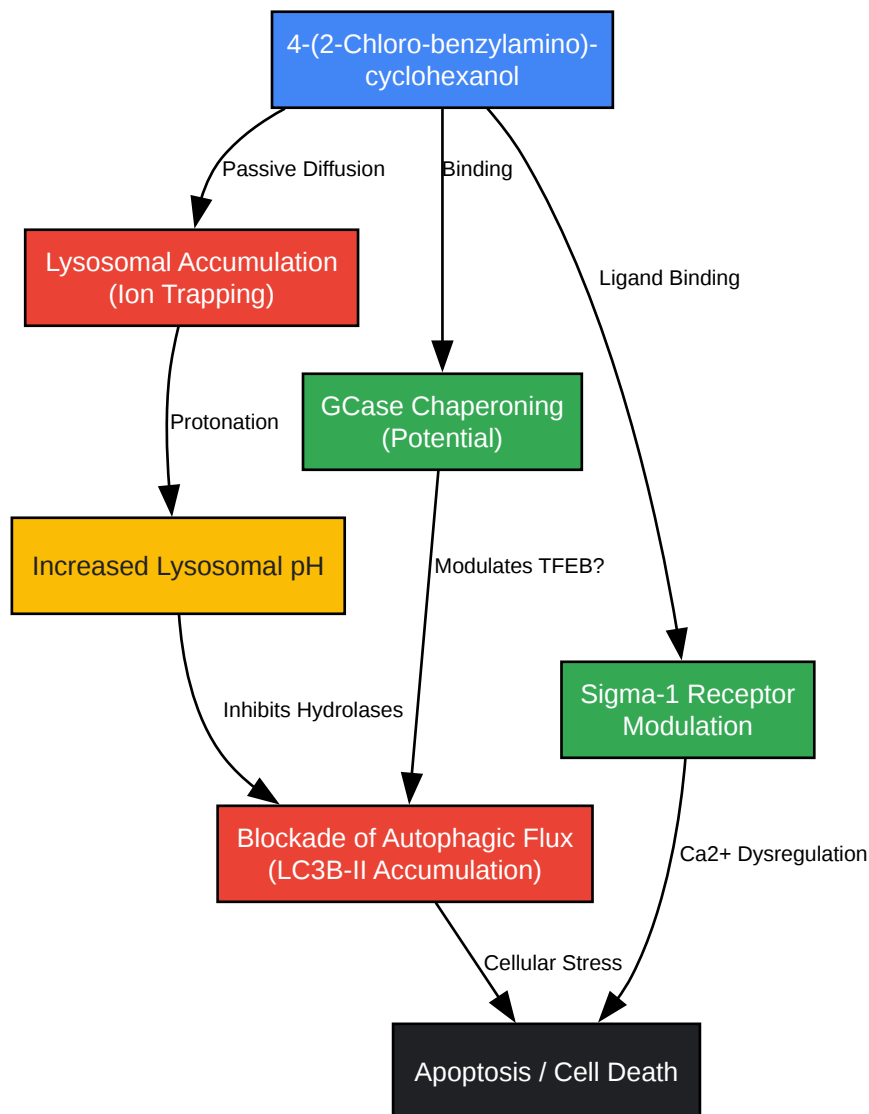 4-(2-Chloro-benzylamino)-
cyclohexanol
Passive Diffusion
Binding
Lysosomal Accumulation
(Ion Trapping)
Ligand Binding
GCase Chaperoning
(Potential)
Protonation
Increased Lysosomal pH
Modulates TFEB?
Sigma-1 Receptor
Modulation
Inhibits Hydrolases
Blockade of Autophagic Flux
(LC3B-II Accumulation)
Ca2+ Dysregulation
Cellular Stress
Apoptosis / Cell Death